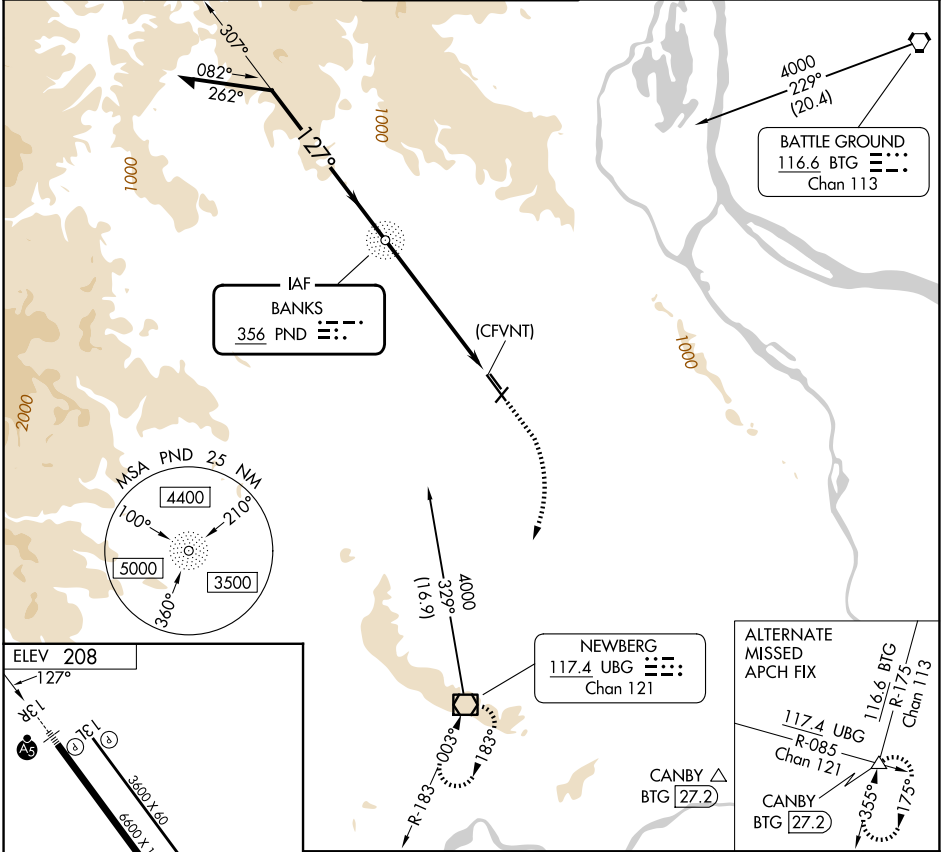 307°
082°
262°
127°
1000
1000
4000
229°
(20.4)
BATTLE GROUND
116.6 BTG
Chan 113
IAF
BANKS
356 PND
(CFVNT)
1000
2000
MSA PND 25 NM
4400
100°
210°
5000
3500
360°
4000
329°
(16.9)
NEWBERG
117.4 UBG
Chan 121
R-183
003°
183°
CANBY
BTG 27.2
ELEV 208
127°
13R
13L
P
P
A5
3600 X 60
6600 X 1
ALTERNATE
MISSED
APCH FIX
116.6 BTG
R-175
Chan 113
117.4 UBG
R-085
Chan 121
CANBY
BTG 27.2
355°
175°